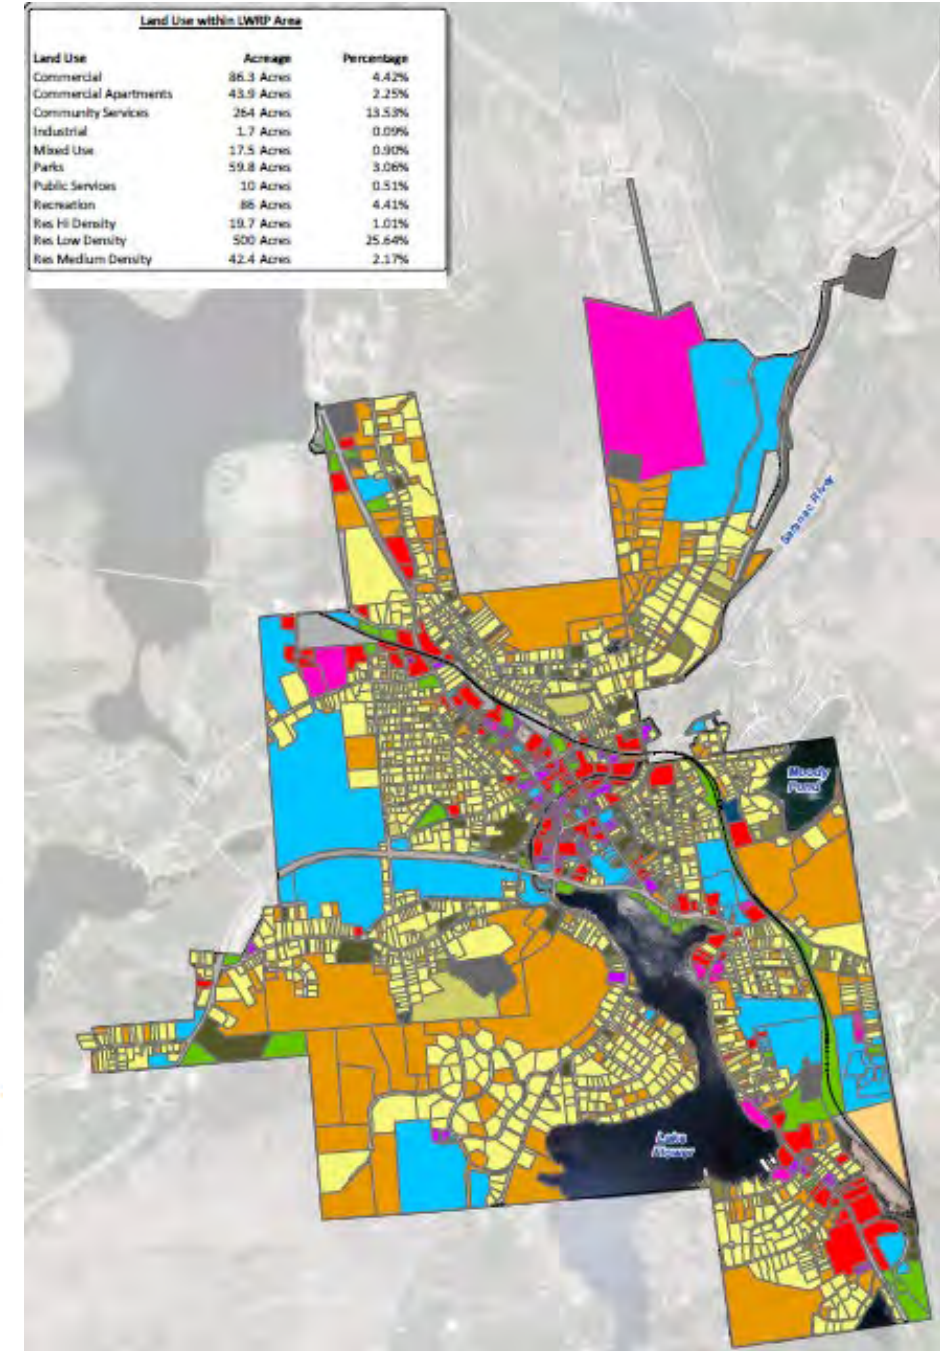 Land Use within LWRP Area
Land Use Acreage Percentage
Commercial 86.3 Acres 4.42%
Commercial Apartments 43.9 Acres 2.25%
Community Services 264 Acres 13.53%
Industrial 1.7 Acres 0.09%
Mixed Use 17.5 Acres 0.90%
Parks 59.8 Acres 3.06%
Public Services 10 Acres 0.51%
Recreation 86 Acres 4.41%
Res Hi Density 19.7 Acres 1.01%
Res Low Density 500 Acres 25.64%
Res Medium Density 42.4 Acres 2.17%
Saranac River
Moody
Pond
Lake
Flower